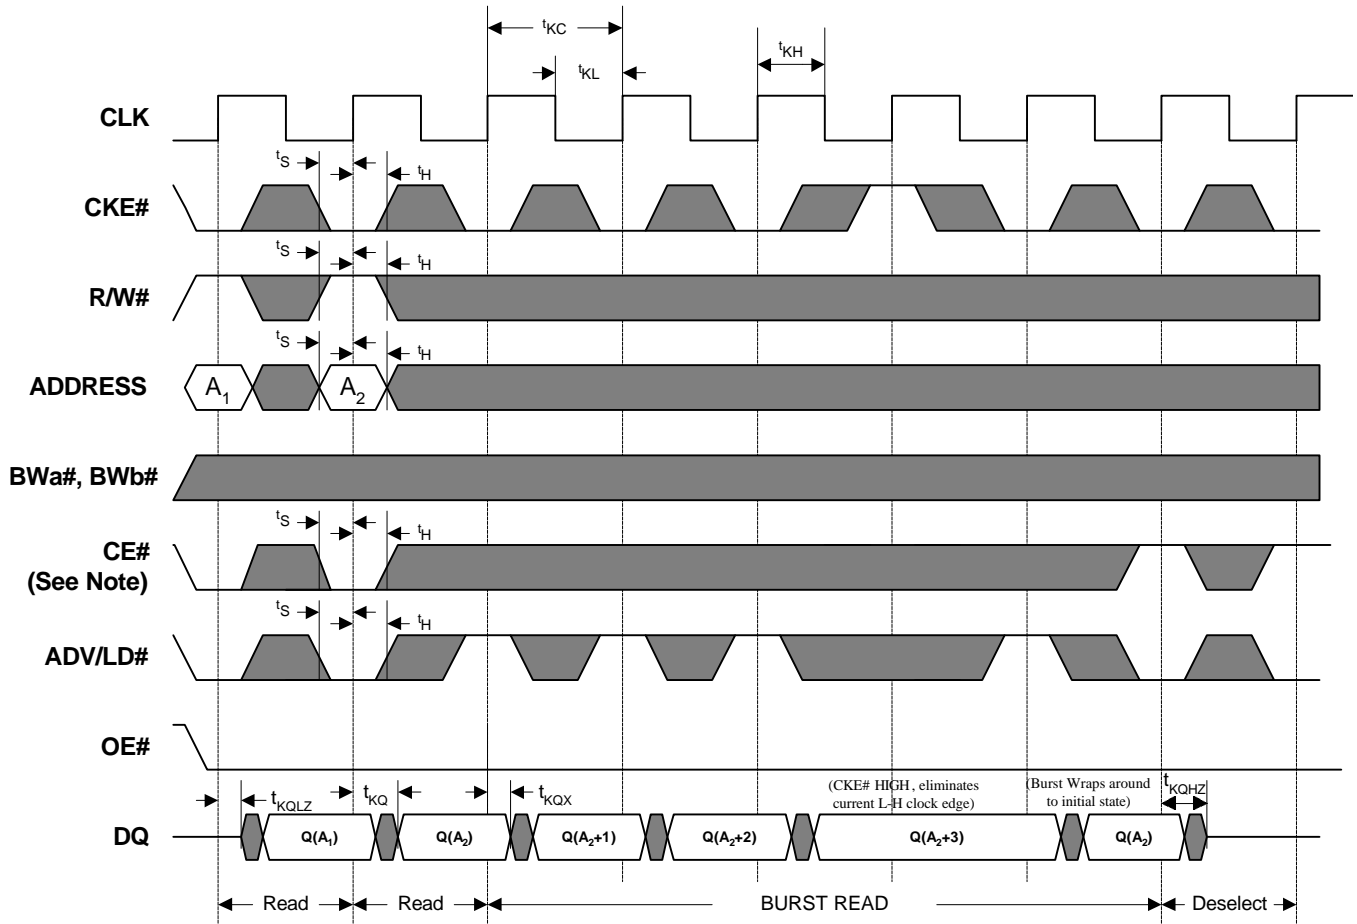 tKC
tKH
tKL
CLK
tS
tH
CKE#
tS
tH
R/W#
tS
tH
ADDRESS
A1
A2
BWa#, BWb#
tS
tH
CE#
(See Note)
tS
tH
ADV/LD#
OE#
(CKE# HIGH, eliminates
current L-H clock edge)
(Burst Wraps around
to initial state)
tKQLZ
tKQ
tKQX
tKQHZ
DQ
Q(A1)
Q(A2)
Q(A2+1)
Q(A2+2)
Q(A2+3)
Q(A2)
Read
Read
BURST READ
Deselect